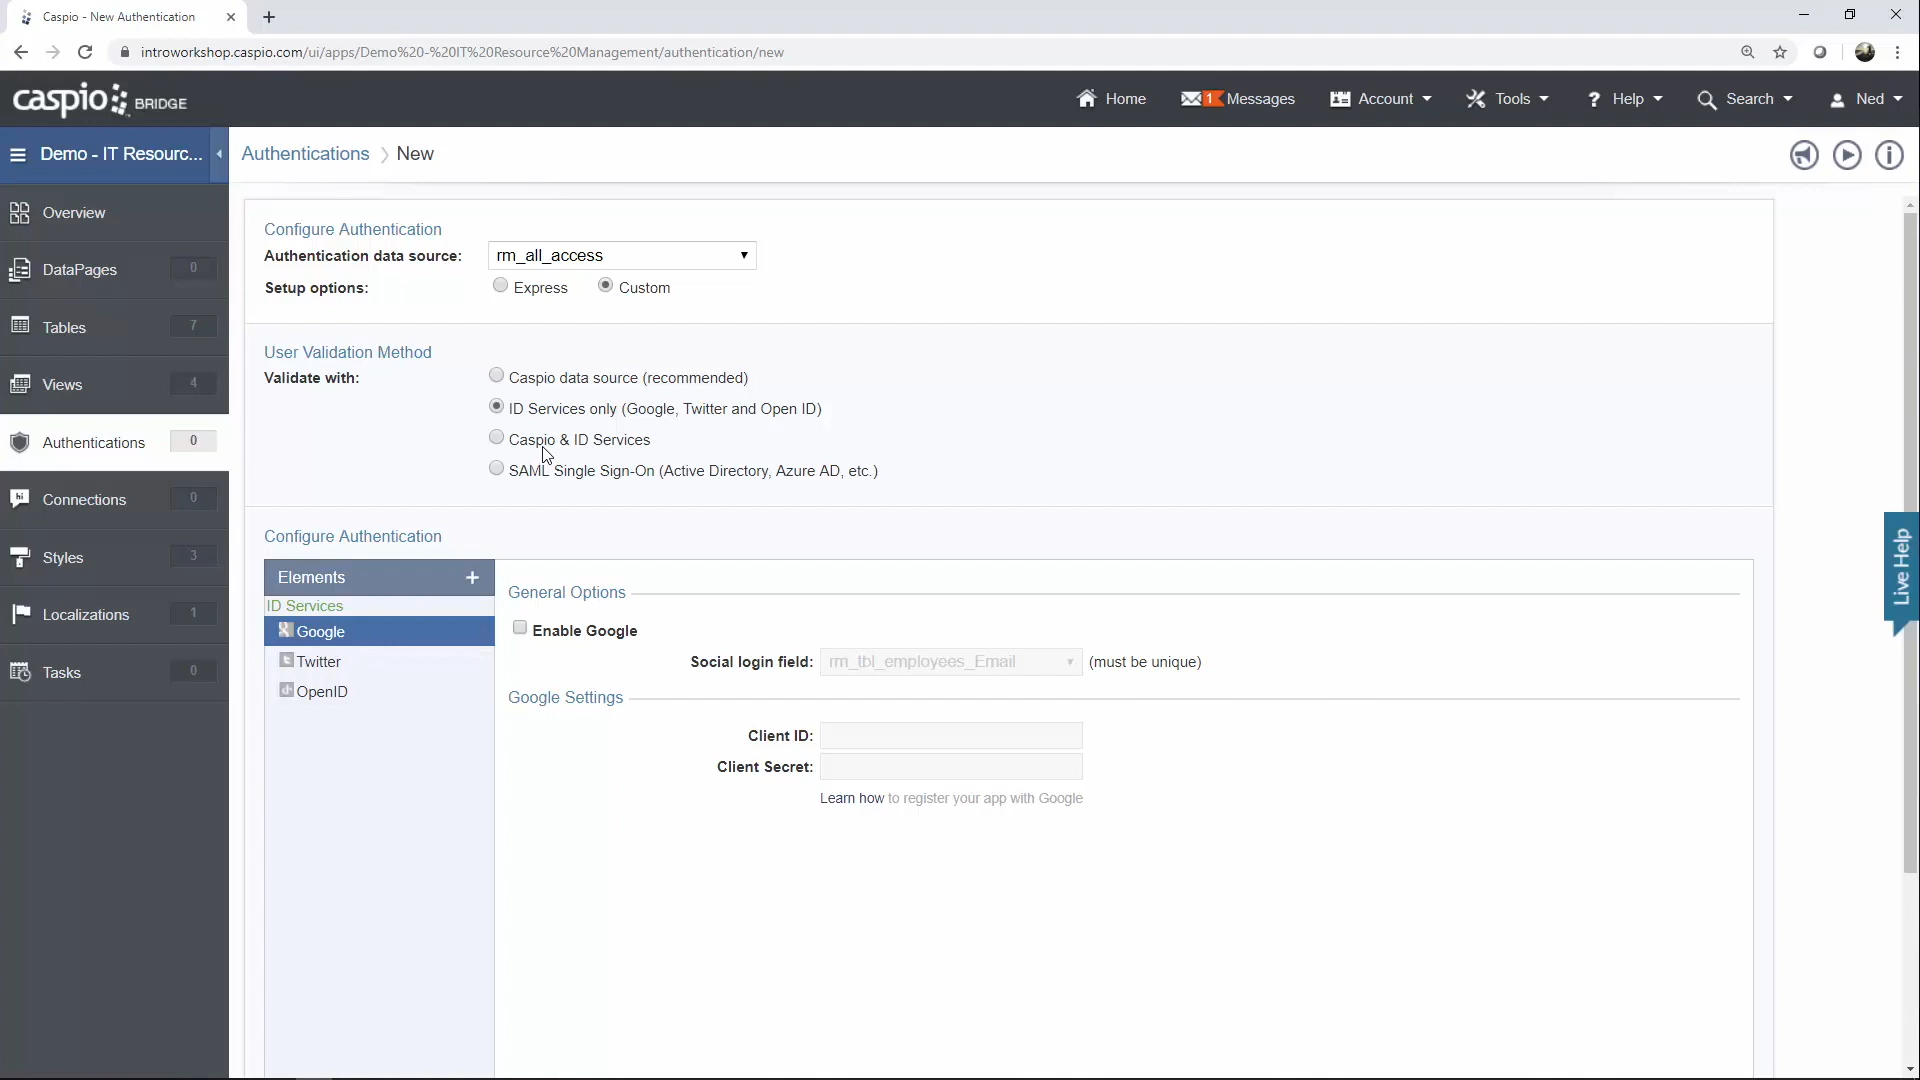 Caspio - New Authentication
introworkshop.caspio.com/ui/apps/Demo%20-%20IT%20Resource%20Management/authentication/new
caspio BRIDGE
Home
1 Messages
Account
Tools
? Help
Search
Ned
Demo - IT Resourc...
Authentications > New
Overview
DataPages 0
Tables 7
Views 4
Authentications 0
Connections 0
Styles 3
Localizations 1
Tasks 0
Configure Authentication
Authentication data source: rm_all_access
Setup options: Express Custom
User Validation Method
Validate with: Caspio data source (recommended)
ID Services only (Google, Twitter and Open ID)
Caspio & ID Services
SAML Single Sign-On (Active Directory, Azure AD, etc.)
Configure Authentication
Elements +
ID Services
Google
Twitter
OpenID
General Options
Enable Google
Social login field: rm_tbl_employees_Email (must be unique)
Google Settings
Client ID:
Client Secret:
Learn how to register your app with Google
Live Help